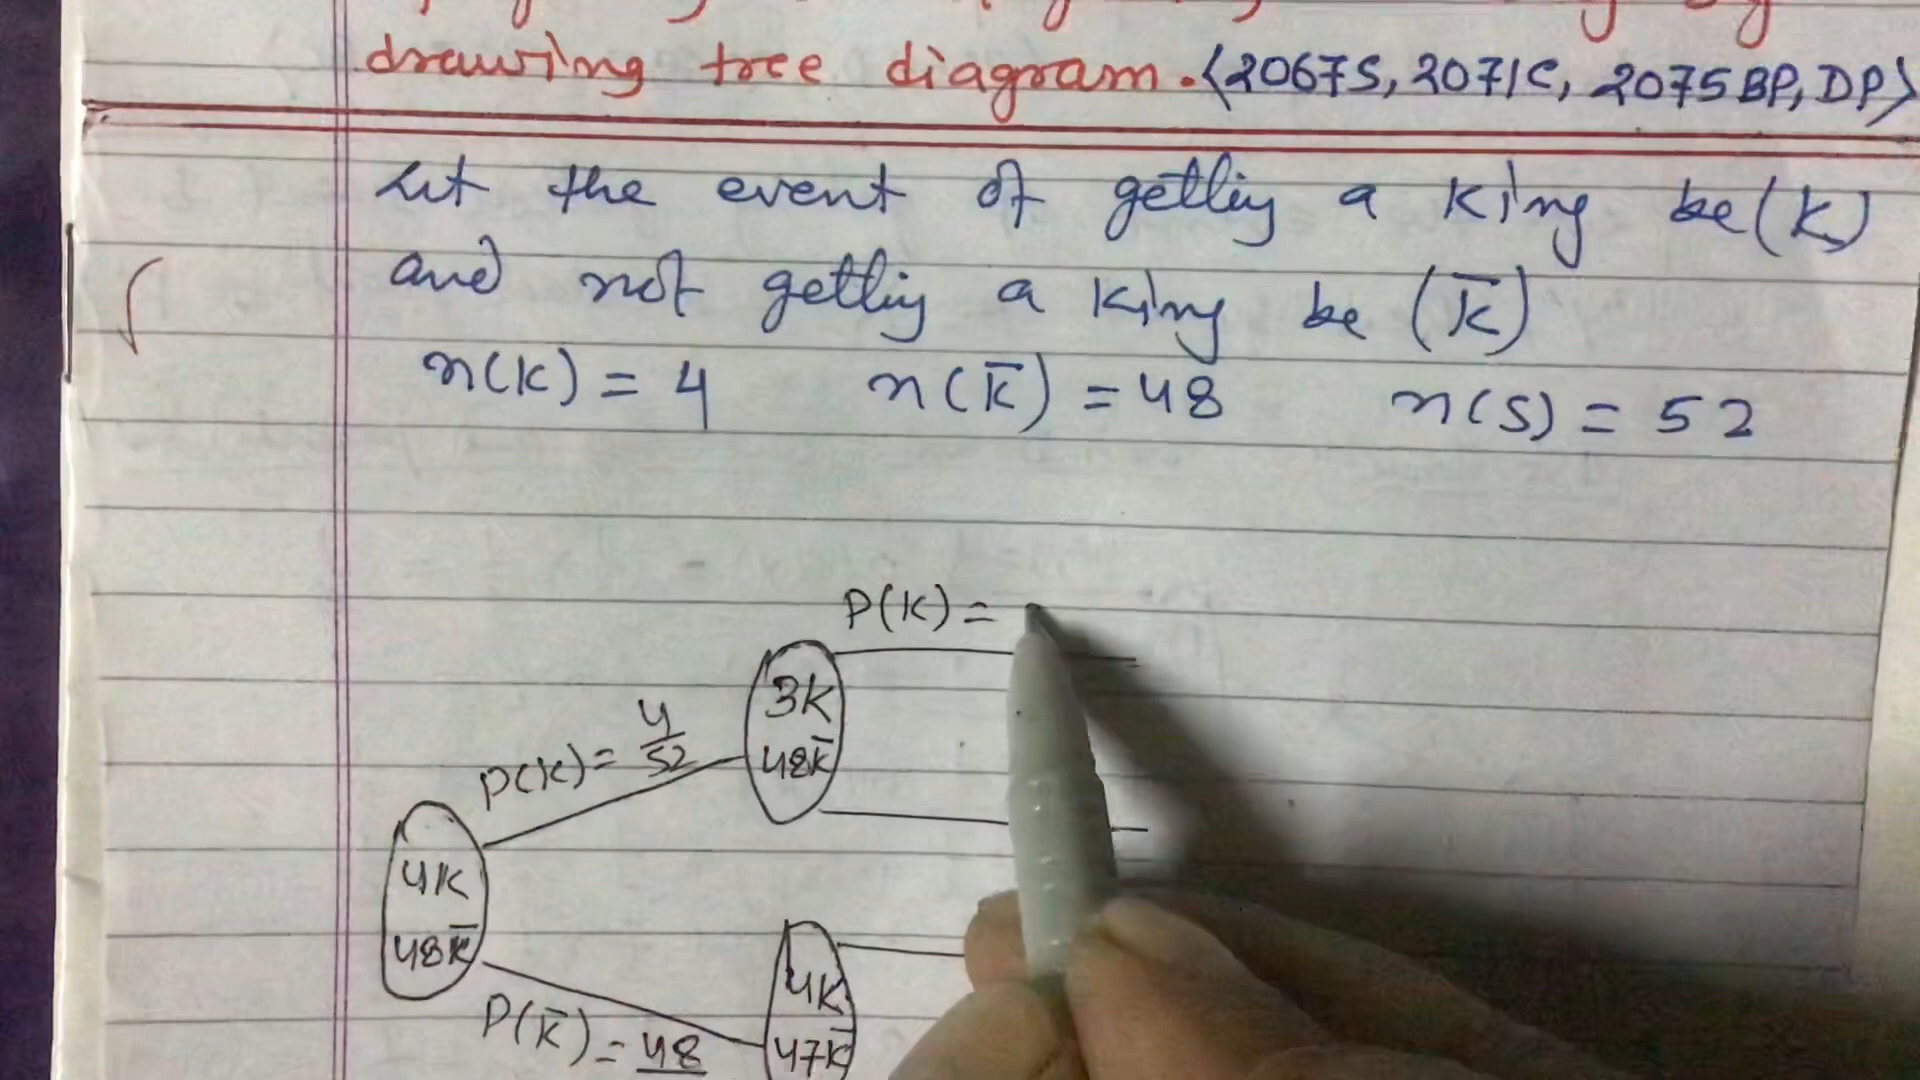 drawing tree diagram. <2067S, 2071C, 2075BP, DP>
Let the event of getting a King be (K)
and not getting a King be (K̅)
n(K) = 4 n(K̅) = 48 n(S) = 52
P(K) =
3K
48K̅
P(K) = 4/52
4K
48K̅
P(K̅) = 48
4K
47K̅